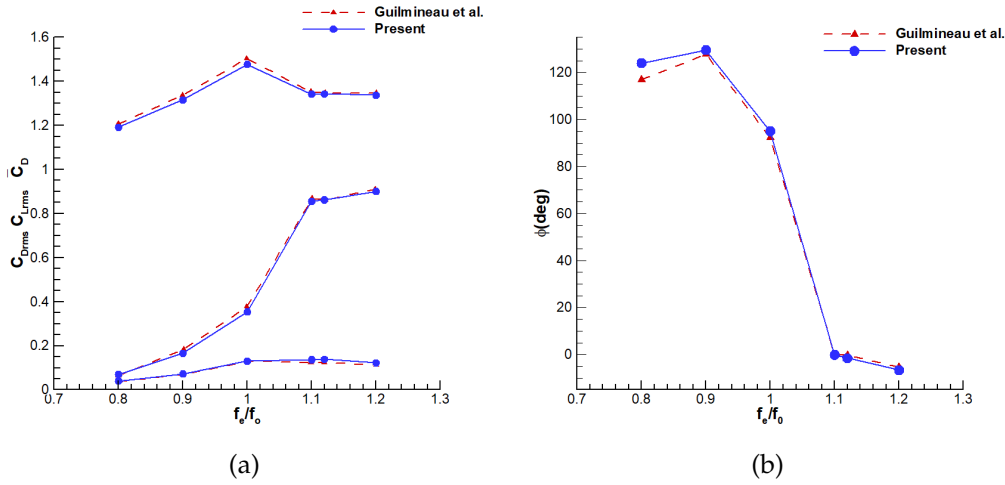 Guilmineau et al.
Present
1.6
1.4
1.2
1
0.8
0.6
0.4
0.2
0
C_Drms C_Lrms C̅_D
0.7 0.8 0.9 1 1.1 1.2 1.3
f_e/f_o
(a)
Guilmineau et al.
Present
120
100
80
60
40
20
0
ϕ(deg)
0.7 0.8 0.9 1 1.1 1.2 1.3
f_e/f_0
(b)